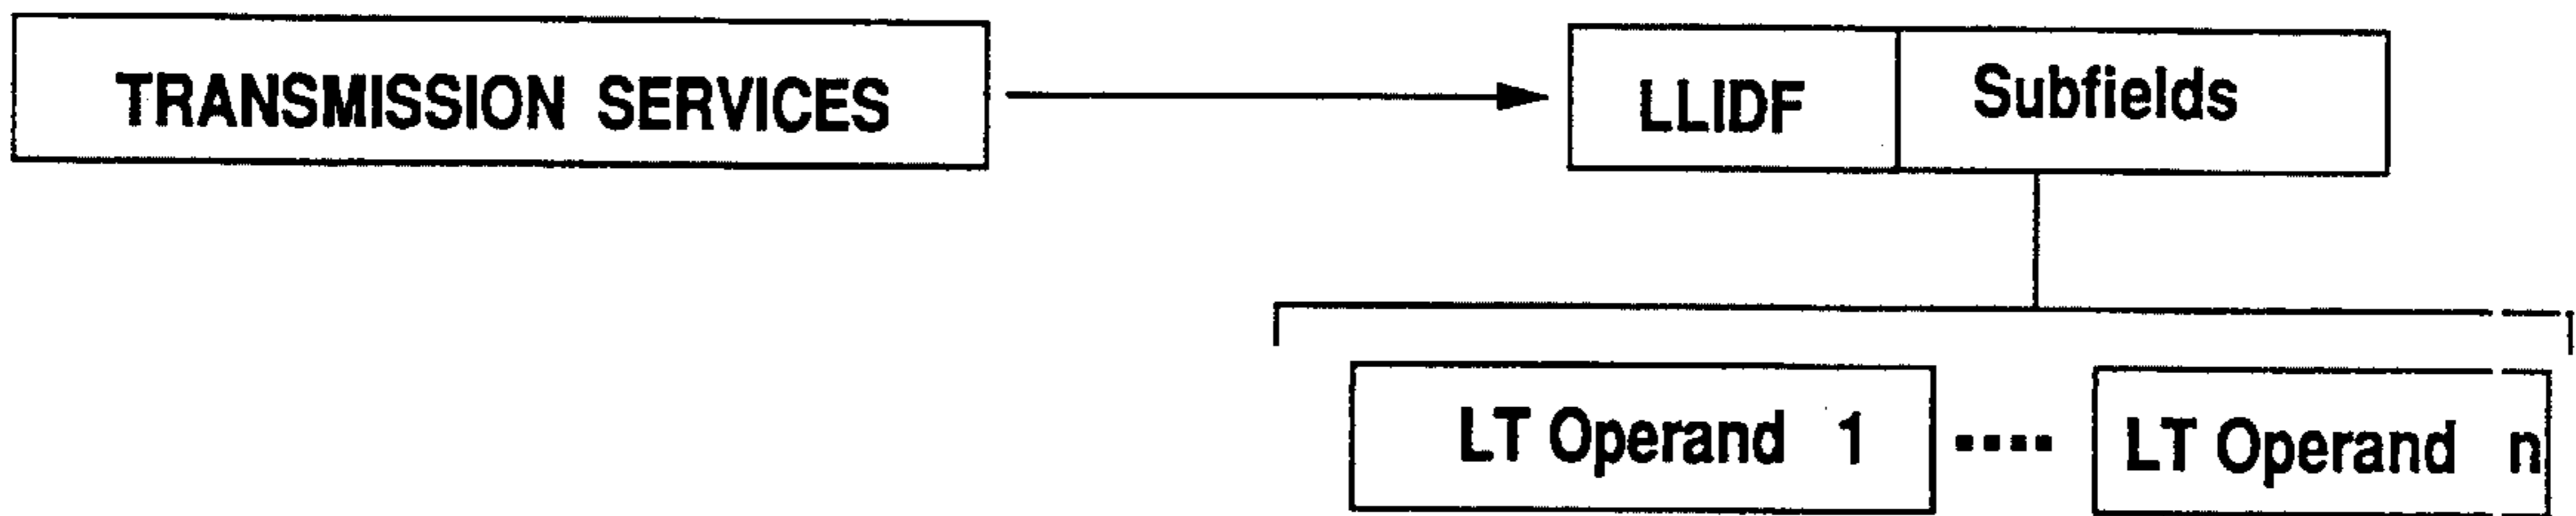 TRANSMISSION SERVICES
LLIDF
Subfields
LT Operand 1
LT Operand n